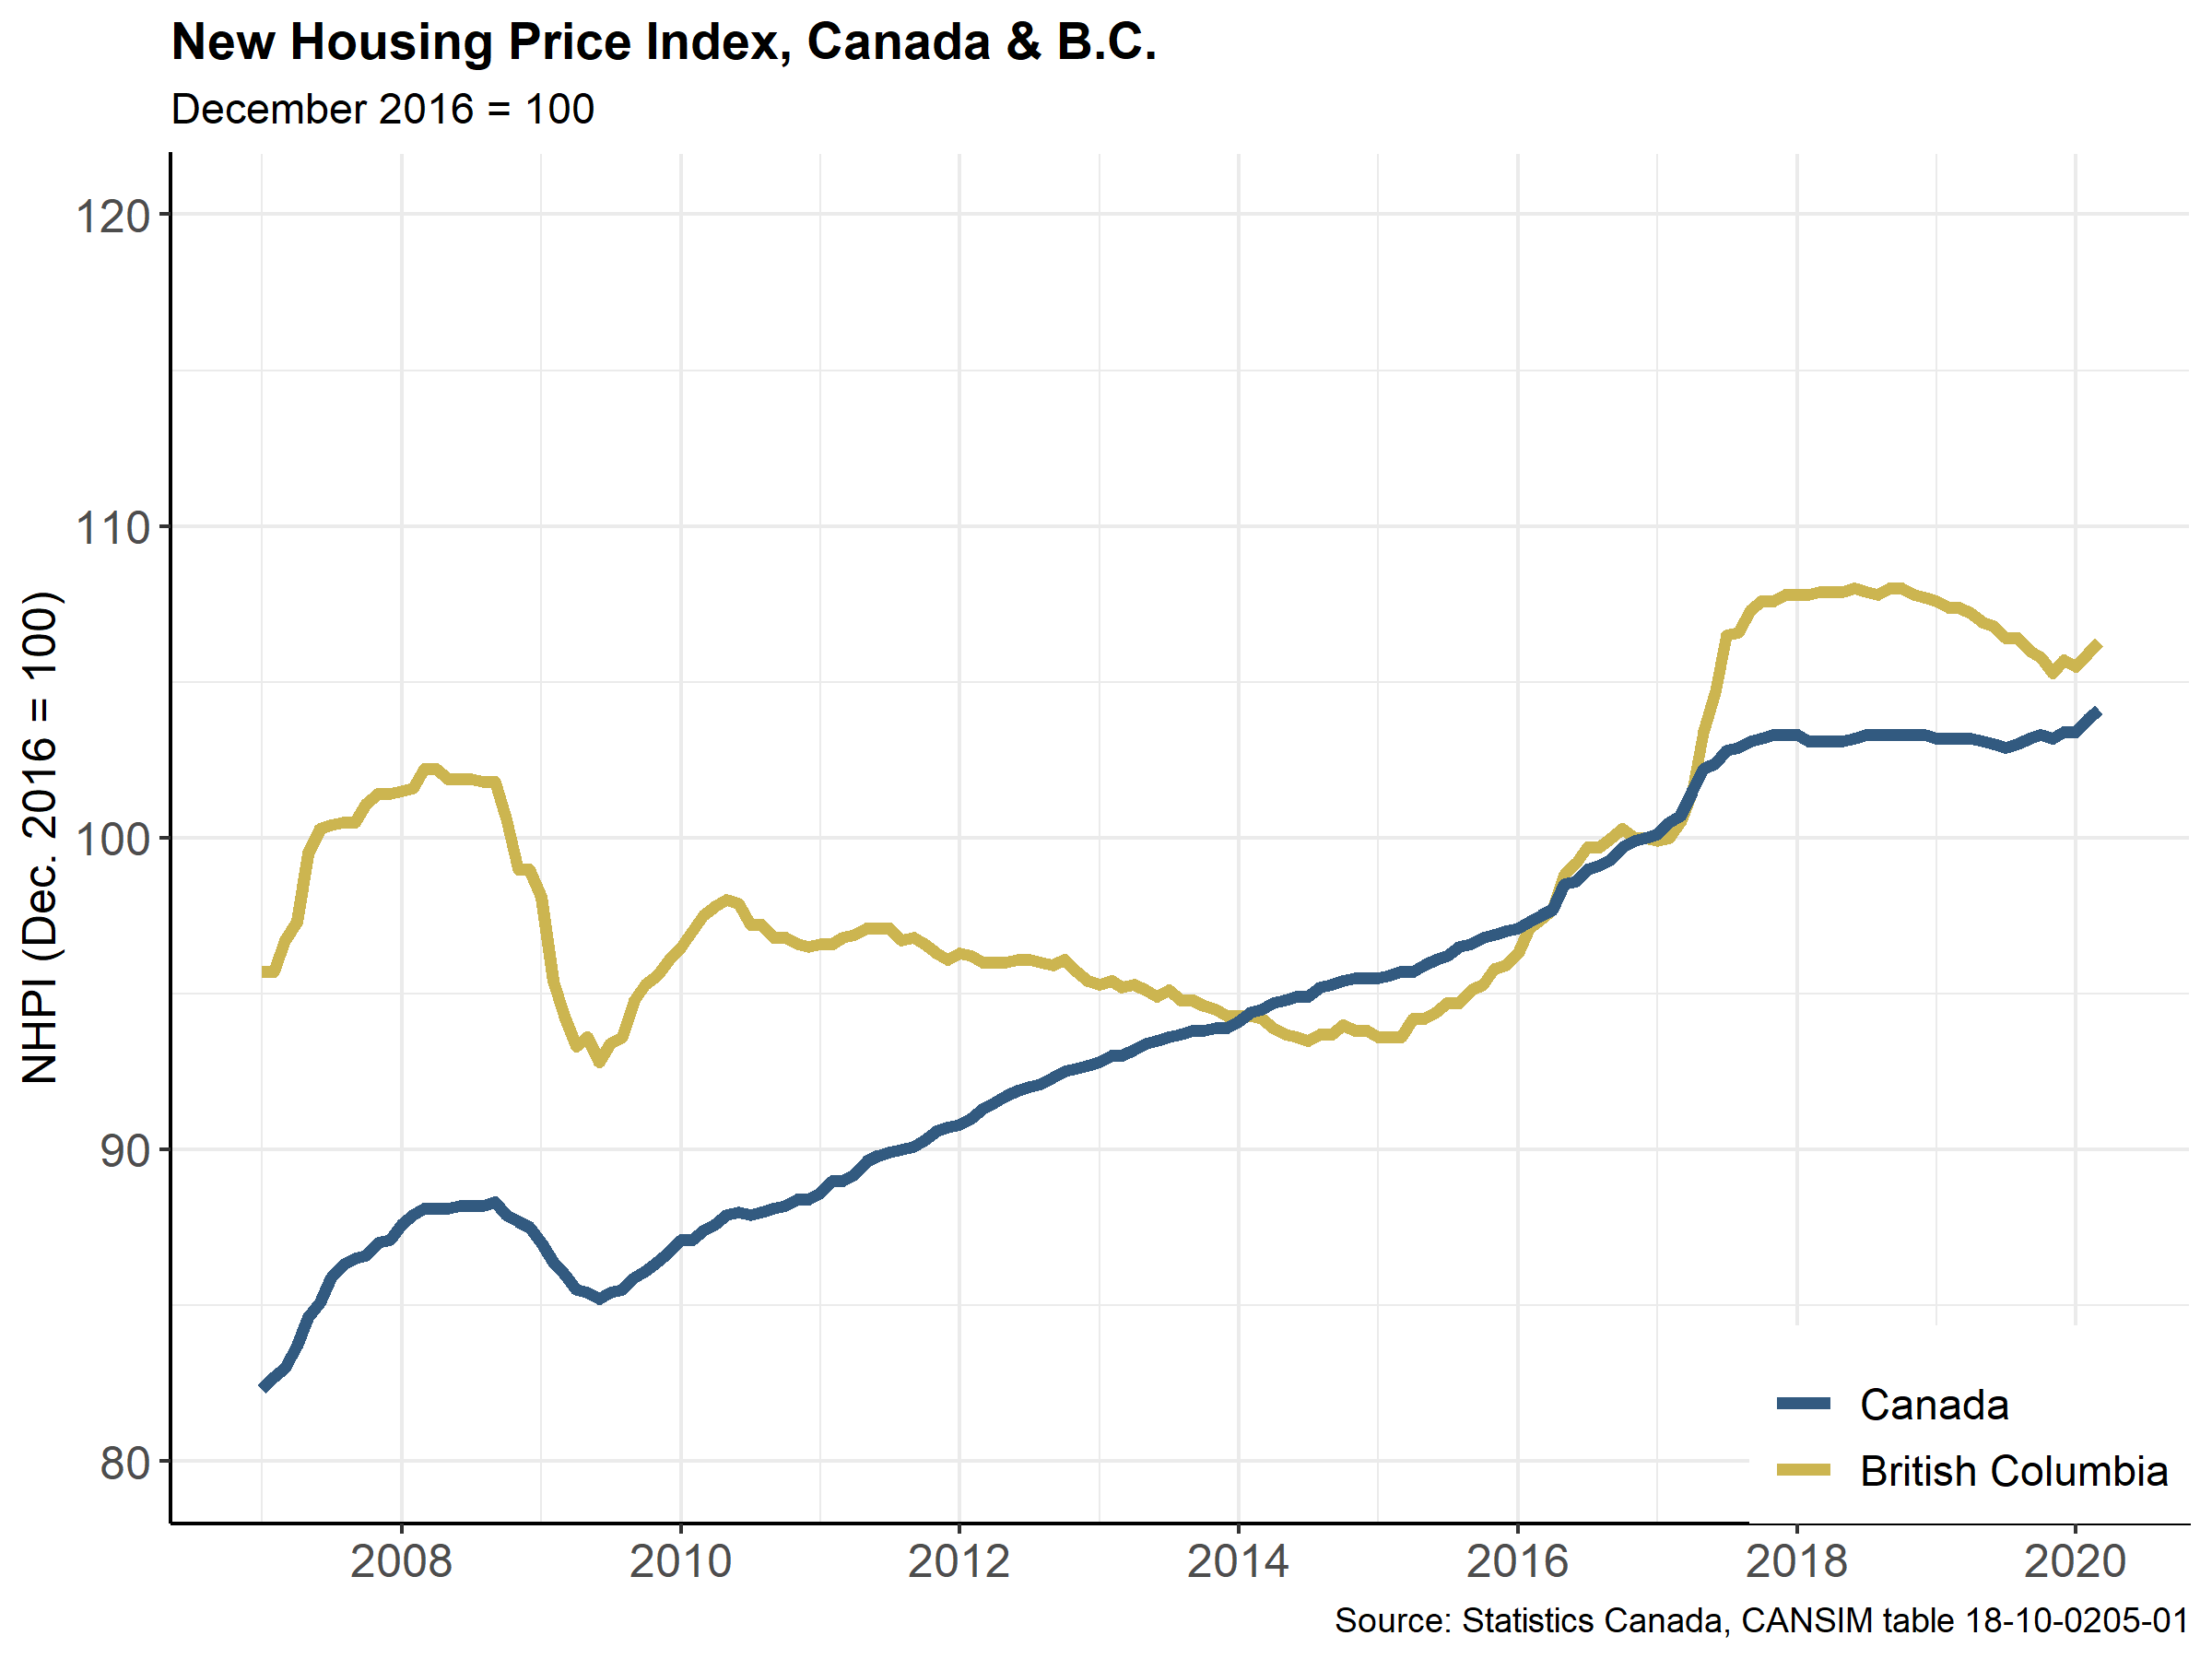 New Housing Price Index, Canada & B.C.
December 2016 = 100
NHPI (Dec. 2016 = 100)
120
110
100
90
80
2008 2010 2012 2014 2016 2018 2020
Canada
British Columbia
Source: Statistics Canada, CANSIM table 18-10-0205-01